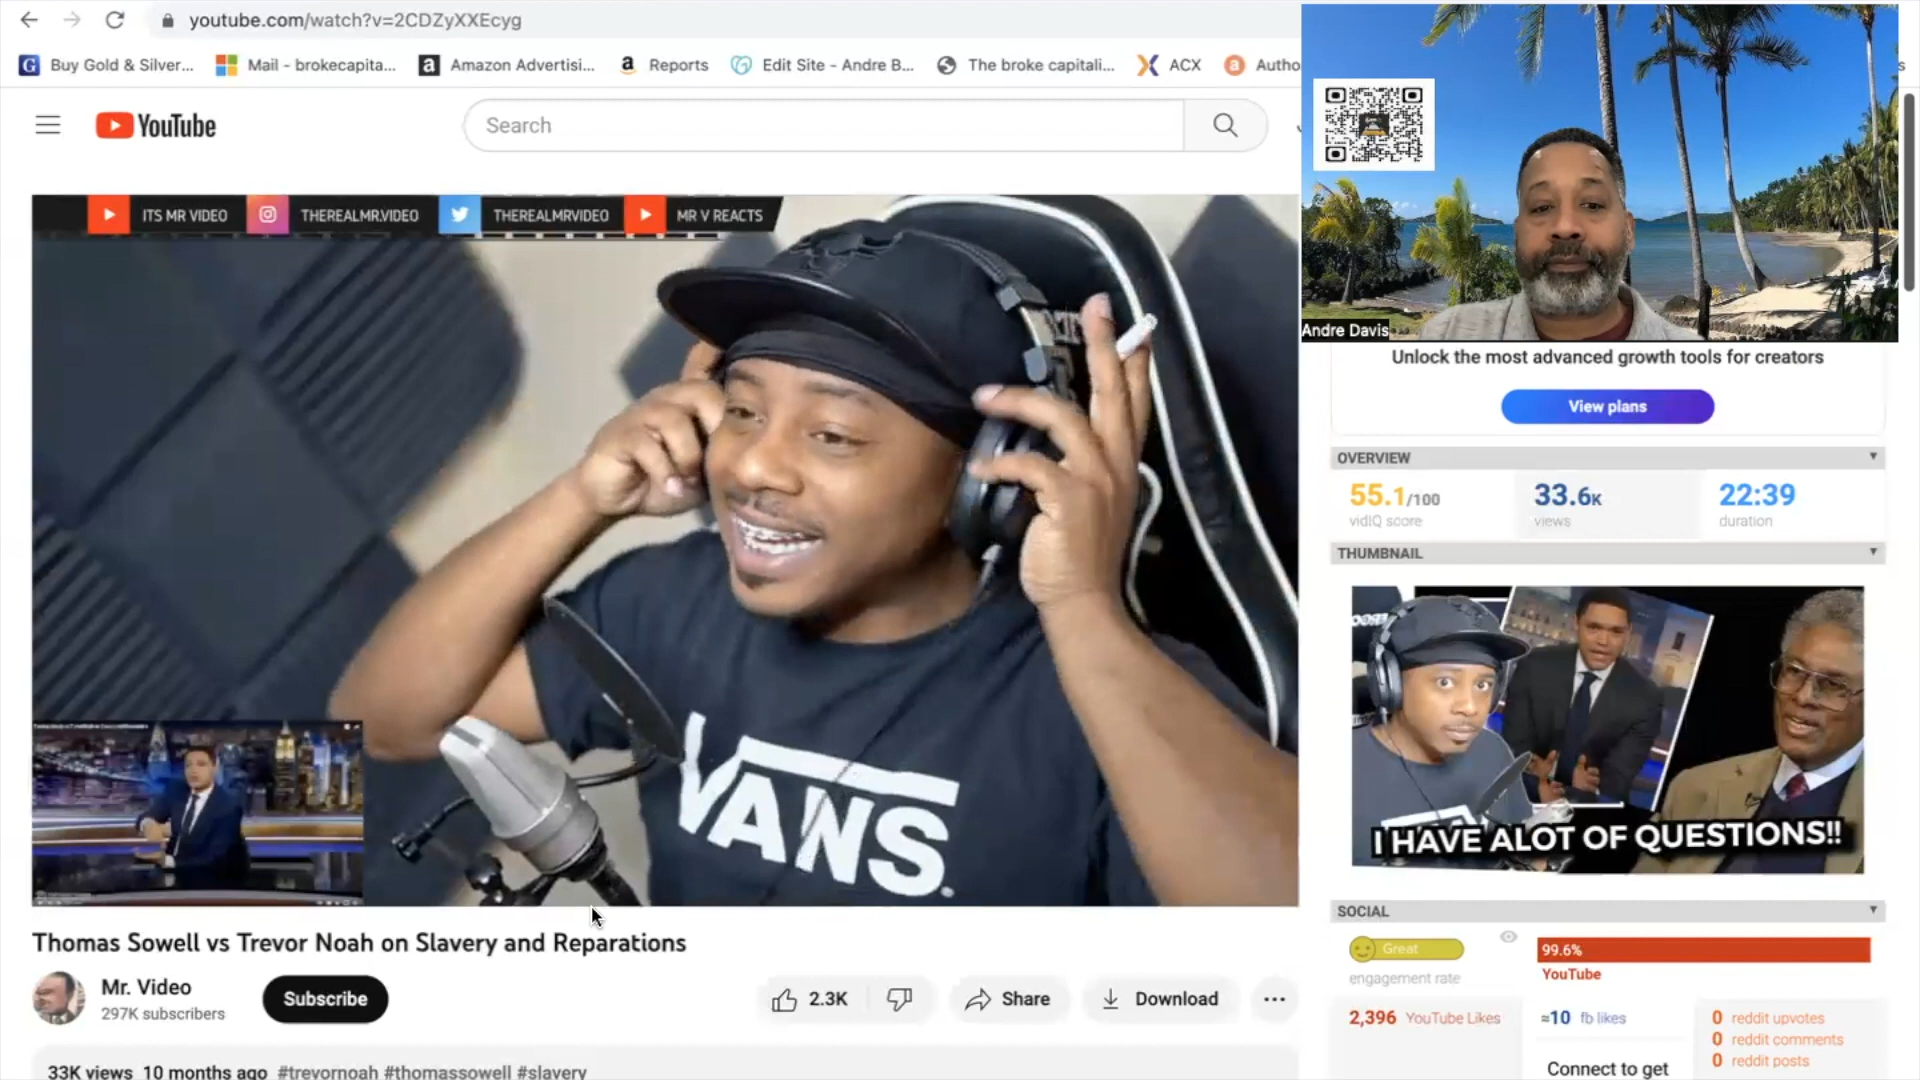 youtube.com/watch?v=2CDZyXXEcyg
G Buy Gold & Silver... Mail - brokecapita... a Amazon Advertisi... a Reports Edit Site - Andre B... The broke capitali... ACX a Autho
YouTube
Search
ITS MR VIDEO THEREALMR.VIDEO THEREALMRVIDEO MR V REACTS
VANS
Andre Davis
Unlock the most advanced growth tools for creators
View plans
OVERVIEW
55.1/100 33.6K 22:39
vidIQ score views duration
THUMBNAIL
I HAVE ALOT OF QUESTIONS!!
SOCIAL
Great 99.6%
engagement rate YouTube
2,396 YouTube Likes ≈10 fb likes 0 reddit upvotes
0 reddit comments
0 reddit posts
Connect to get
Thomas Sowell vs Trevor Noah on Slavery and Reparations
Mr. Video
297K subscribers
Subscribe
2.3K Share Download
33K views 10 months ago #trevornoah #thomassowell #slavery